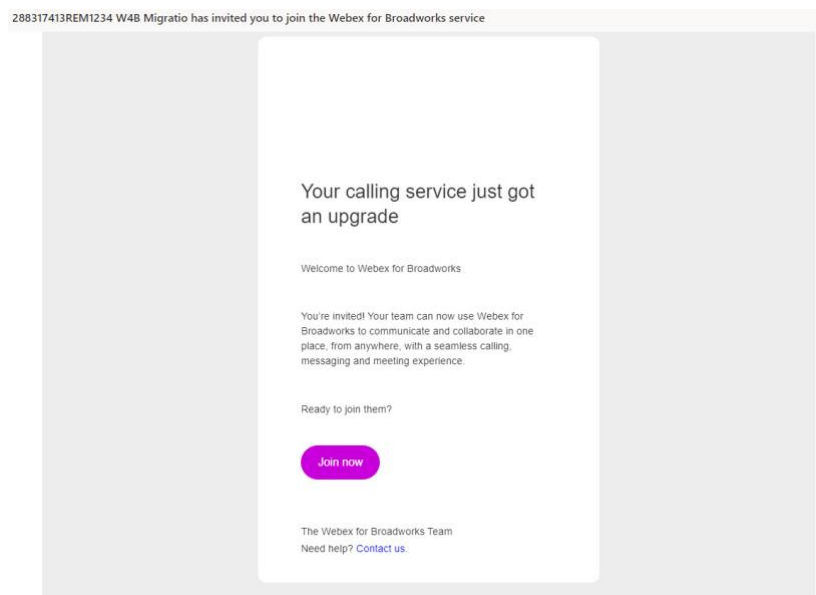 288317413REM1234 W4B Migratio has invited you to join the Webex for Broadworks service
Your calling service just got
an upgrade
Welcome to Webex for Broadworks
You're invited! Your team can now use Webex for
Broadworks to communicate and collaborate in one
place, from anywhere, with a seamless calling,
messaging and meeting experience.
Ready to join them?
Join now
The Webex for Broadworks Team
Need help? Contact us.